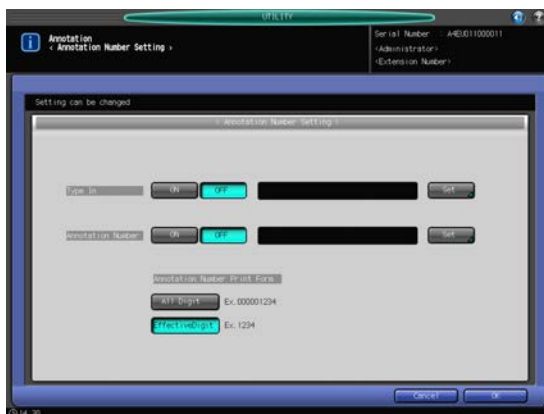 UTILITY
Annotation
< Annotation Number Setting >
Serial Number : A4EU011000011
<Administrator>
<Extension Number>
Setting can be changed
< Annotation Number Setting >
Type In ON OFF Set
Annotation Number ON OFF Set
Annotation Number Print Form
All Digit Ex.000001234
EffectiveDigit Ex.1234
Cancel OK
14:30